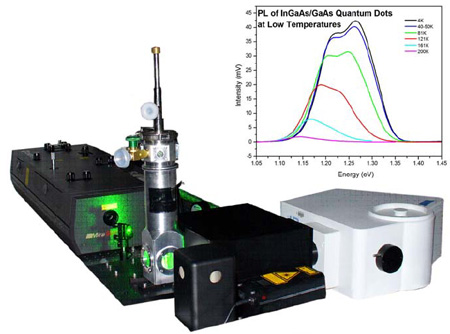 PL of InGaAs/GaAs Quantum Dots
at Low Temperatures
4K
40-50K
81K
121K
161K
200K
Intensity (mV)
45
40
35
30
25
20
15
10
5
0
1.05
1.10
1.15
1.20
1.25
1.30
1.35
1.40
1.45
Energy (eV)